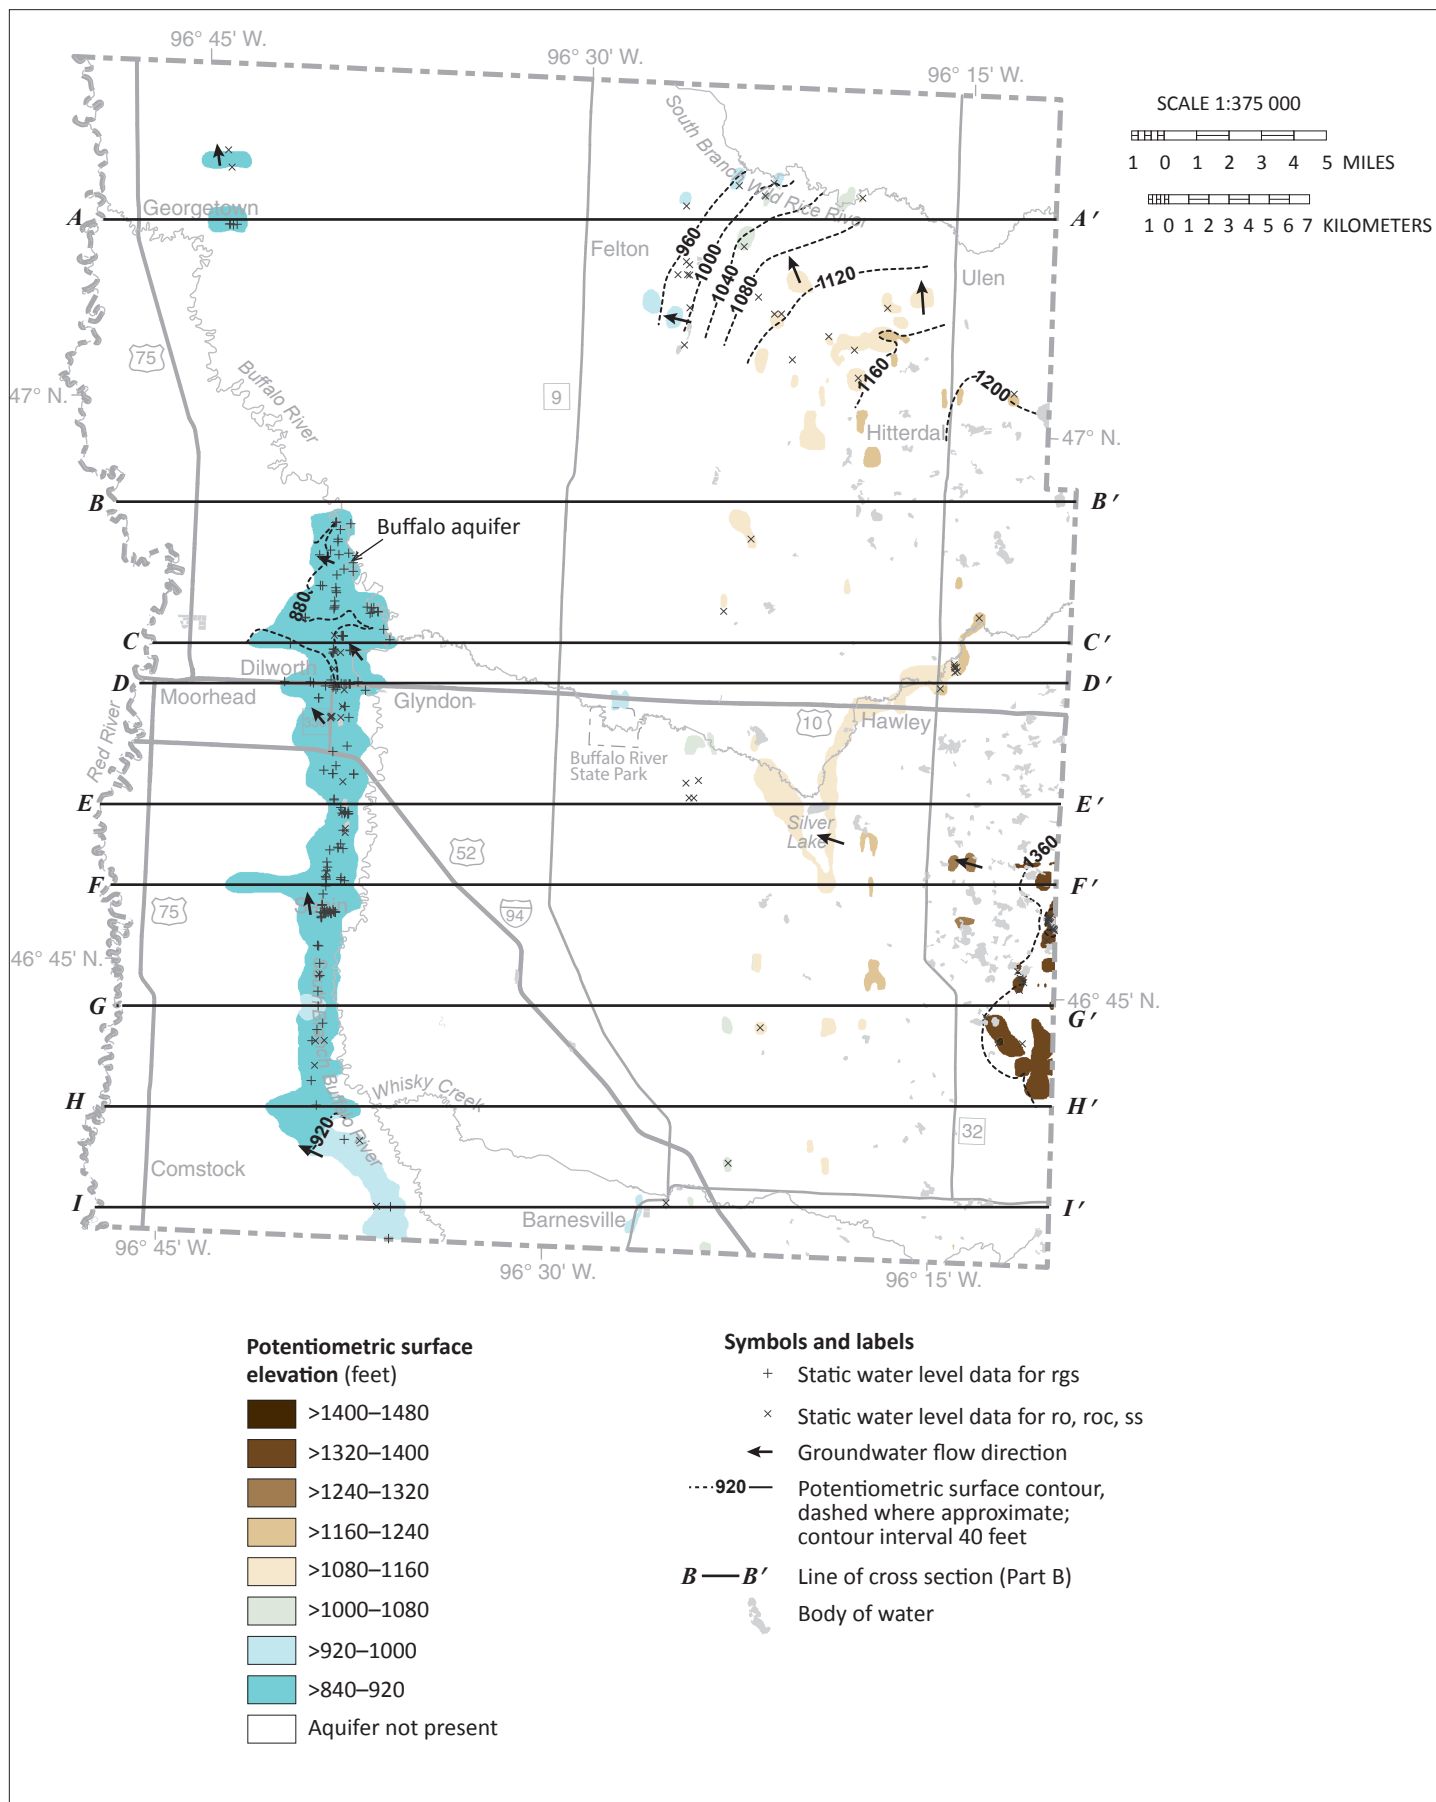 96° 45' W.
96° 30' W.
96° 15' W.
SCALE 1:375 000
1 0 1 2 3 4 5 MILES
1 0 1 2 3 4 5 6 7 KILOMETERS
South Branch Wild Rice River
Georgetown
A
A'
Felton
960
1000
1040
1080
1120
Ulen
75
Buffalo River
1160
1200
47° N.
9
Hitterdal
47° N.
B
B'
Buffalo aquifer
880
C
C'
Dilworth
D
D'
Moorhead
Glyndon
Hawley
10
Red River
Buffalo River
State Park
E
E'
Silver
Lake
52
1360
F
F'
75
94
46° 45' N.
46° 45' N.
G
G'
South Branch Buffalo River
Whisky Creek
H
H'
920
32
Comstock
I
I'
Barnesville
96° 45' W.
96° 30' W.
96° 15' W.
Potentiometric surface
elevation (feet)
>1400–1480
>1320–1400
>1240–1320
>1160–1240
>1080–1160
>1000–1080
>920–1000
>840–920
Aquifer not present
Symbols and labels
+ Static water level data for rgs
× Static water level data for ro, roc, ss
Groundwater flow direction
920 Potentiometric surface contour,
dashed where approximate;
contour interval 40 feet
B B' Line of cross section (Part B)
Body of water